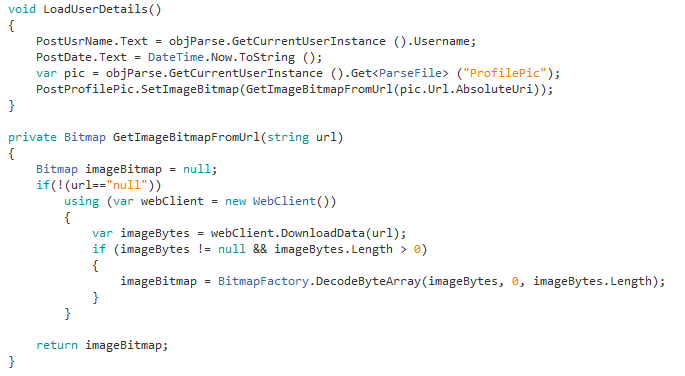 void LoadUserDetails()
{
    PostUsrName.Text = objParse.GetCurrentUserInstance ().Username;
    PostDate.Text = DateTime.Now.ToString ();
    var pic = objParse.GetCurrentUserInstance ().Get<ParseFile> ("ProfilePic");
    PostProfilePic.SetImageBitmap(GetImageBitmapFromUrl(pic.Url.AbsoluteUri));
}

private Bitmap GetImageBitmapFromUrl(string url)
{
    Bitmap imageBitmap = null;
    if(!(url=="null"))
        using (var webClient = new WebClient())
        {
            var imageBytes = webClient.DownloadData(url);
            if (imageBytes != null && imageBytes.Length > 0)
            {
                imageBitmap = BitmapFactory.DecodeByteArray(imageBytes, 0, imageBytes.Length);
            }
        }

    return imageBitmap;
}